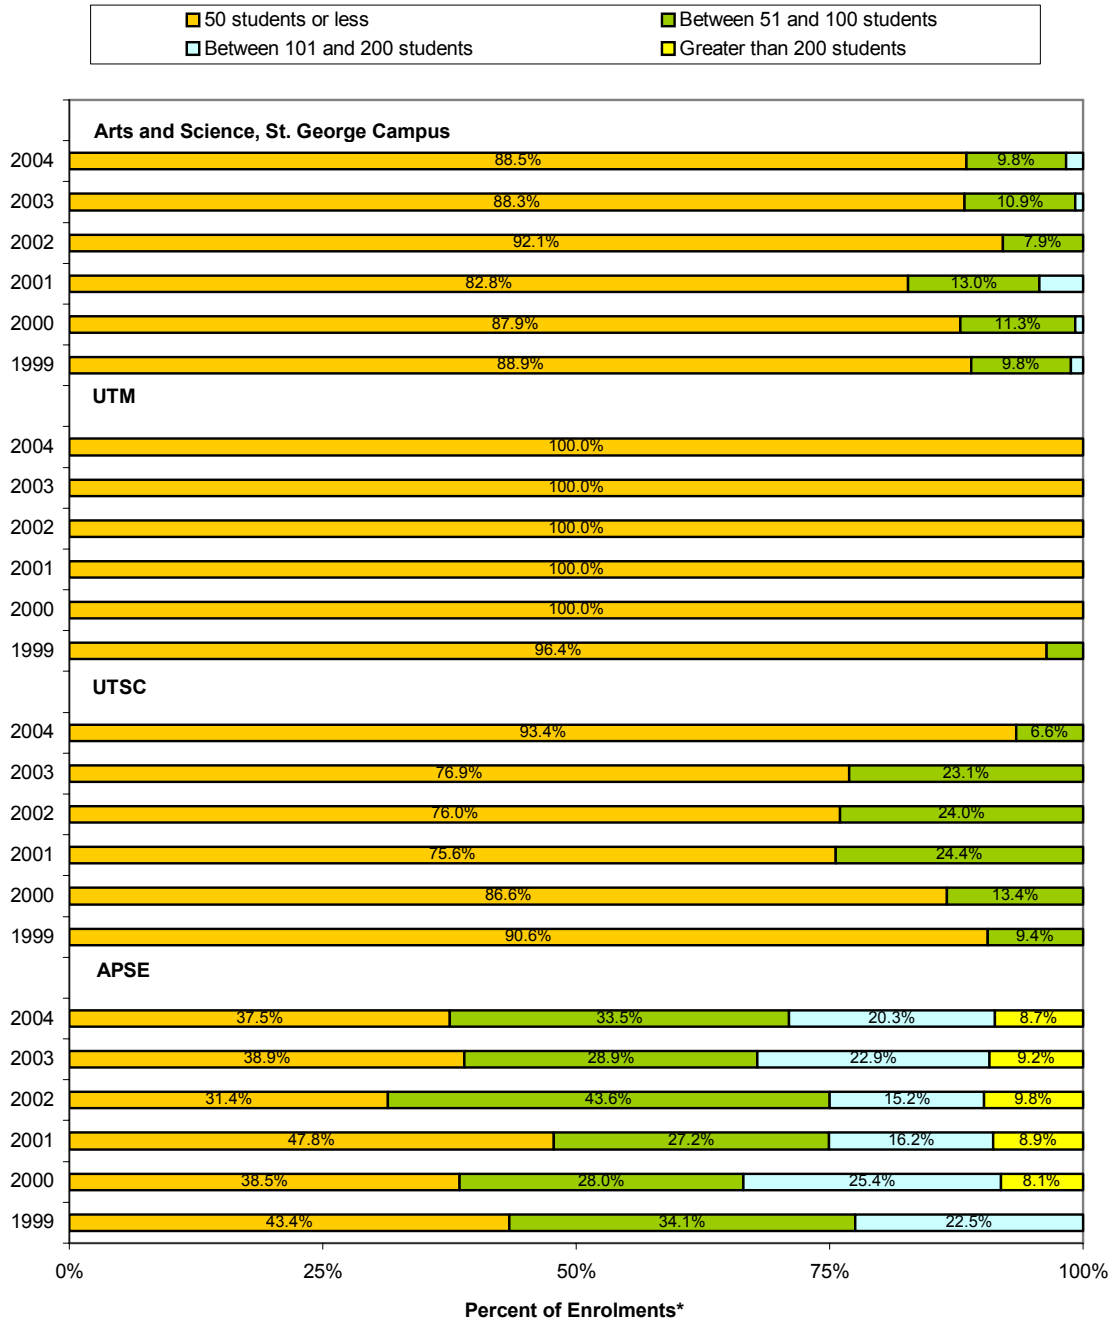 50 students or less Between 51 and 100 students
Between 101 and 200 students Greater than 200 students
Arts and Science, St. George Campus
2004 88.5% 9.8%
2003 88.3% 10.9%
2002 92.1% 7.9%
2001 82.8% 13.0%
2000 87.9% 11.3%
1999 88.9% 9.8%
UTM
2004 100.0%
2003 100.0%
2002 100.0%
2001 100.0%
2000 100.0%
1999 96.4%
UTSC
2004 93.4% 6.6%
2003 76.9% 23.1%
2002 76.0% 24.0%
2001 75.6% 24.4%
2000 86.6% 13.4%
1999 90.6% 9.4%
APSE
2004 37.5% 33.5% 20.3% 8.7%
2003 38.9% 28.9% 22.9% 9.2%
2002 31.4% 43.6% 15.2% 9.8%
2001 47.8% 27.2% 16.2% 8.9%
2000 38.5% 28.0% 25.4% 8.1%
1999 43.4% 34.1% 22.5%
0% 25% 50% 75% 100%
Percent of Enrolments*